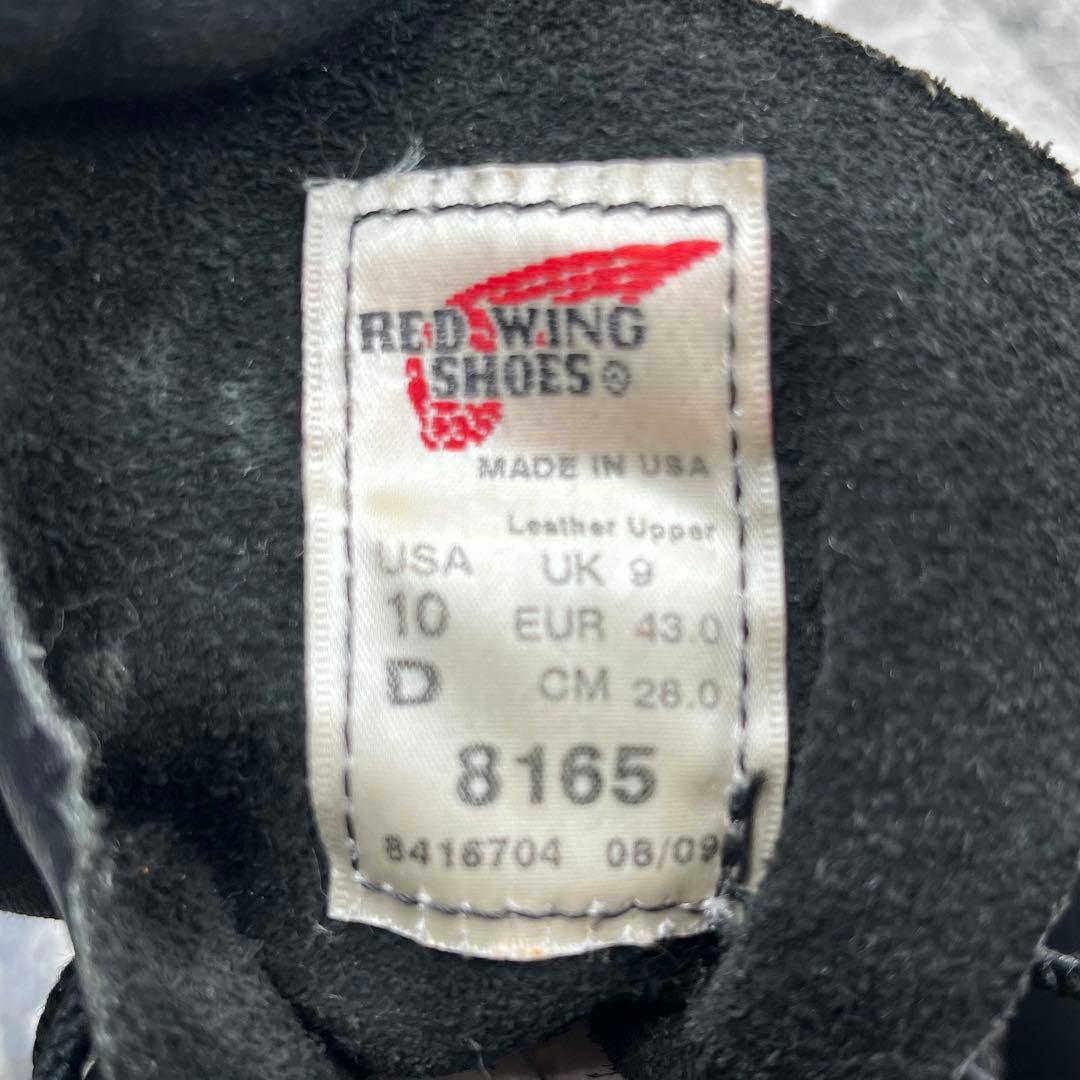 RED WING
SHOES®
MADE IN USA
Leather Upper
USA UK 9
10 EUR 43.0
D CM 28.0
8165
8416704 08/09